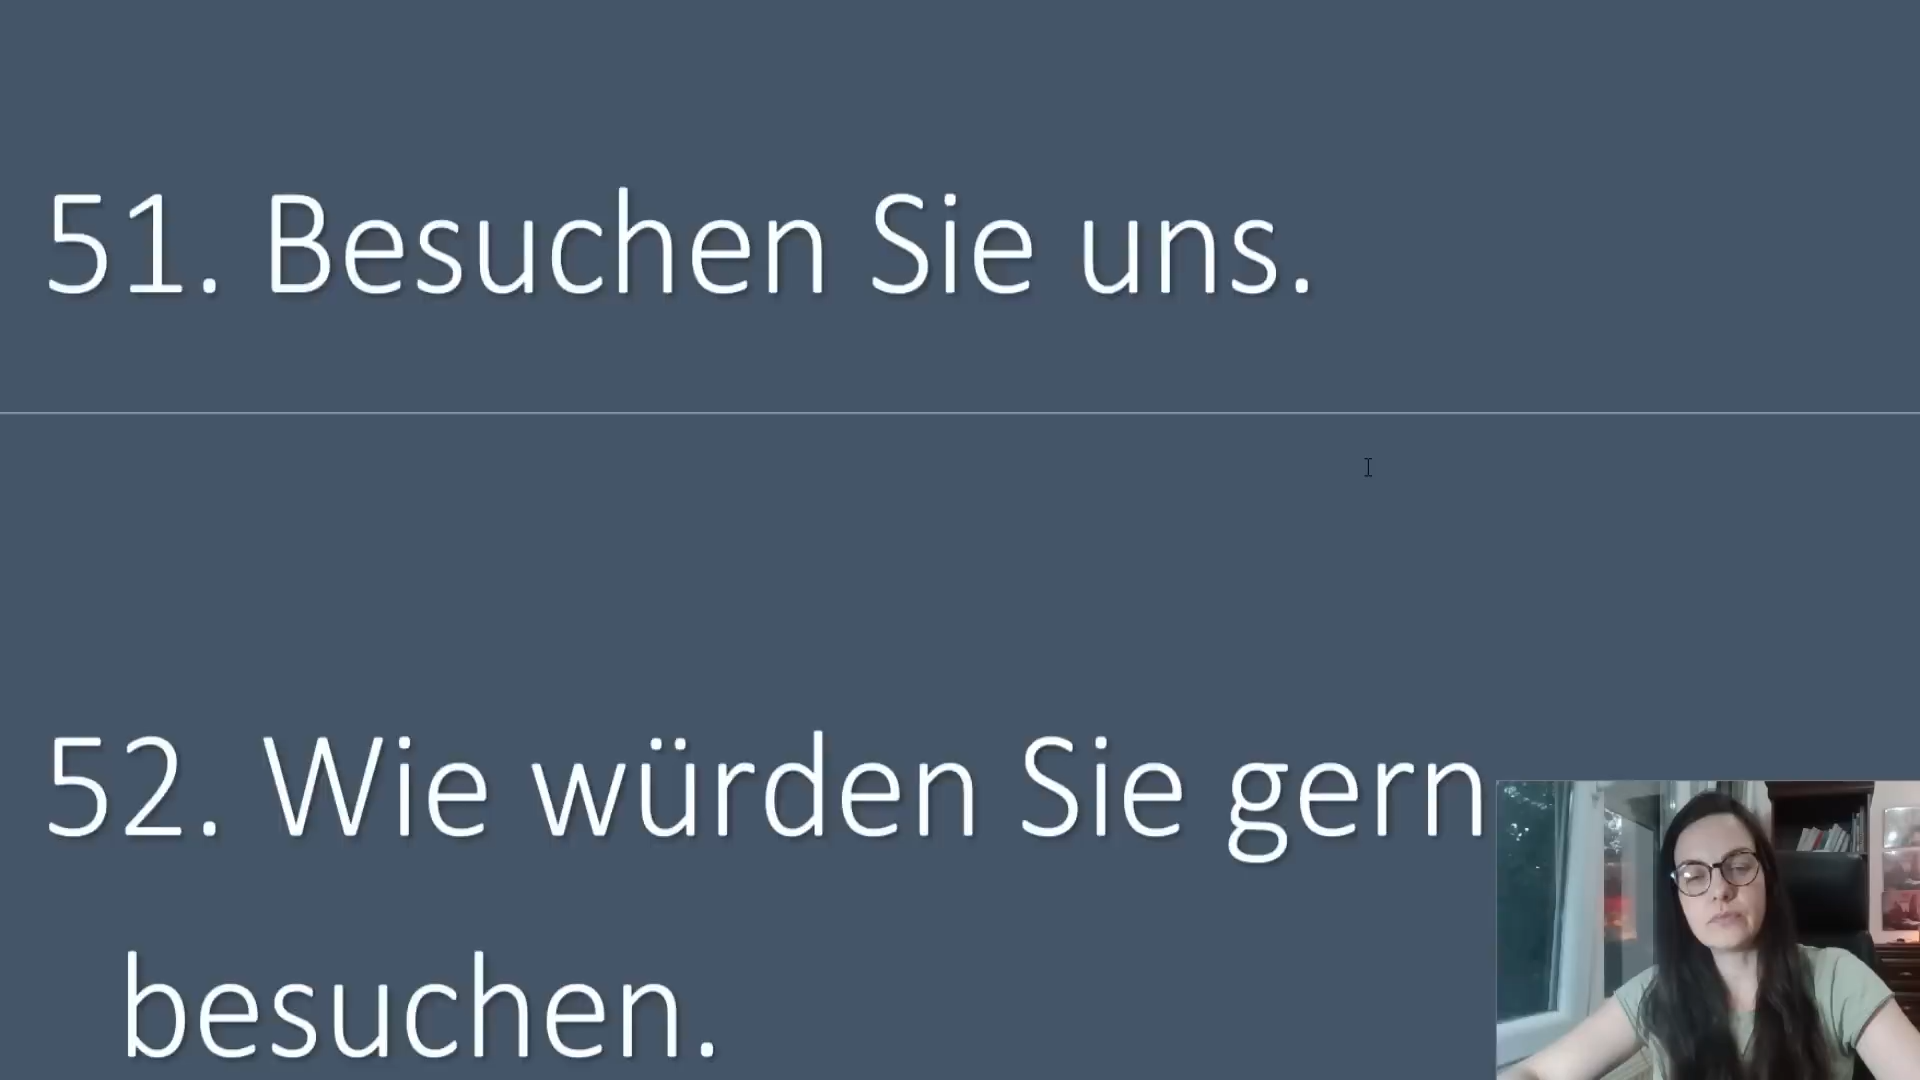 51. Besuchen Sie uns.
52. Wie würden Sie gern
besuchen.